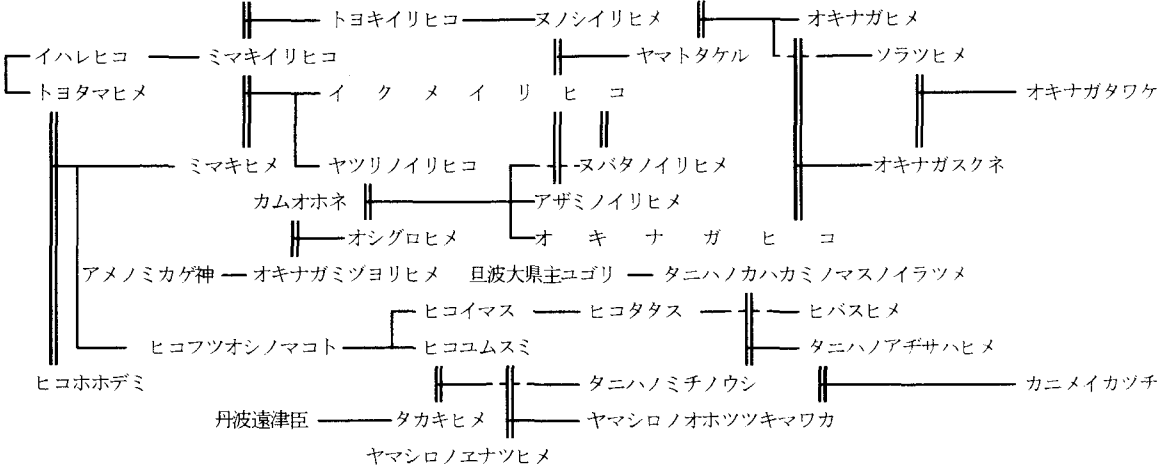 トヨキイリヒコ ヌノシイリヒメ オキナガヒメ
イハレヒコ ミマキイリヒコ ヤマトタケル ソラツヒメ
トヨタマヒメ イクメイリヒコ オキナガタワケ
ミマキヒメ ヤツリノイリヒコ ヌバタノイリヒメ オキナガスクネ
カムオホネ アザミノイリヒメ
オシグロヒメ オキナガヒコ
アメノミカゲ神 オキナガミヅヨリヒメ 旦波大県主ユゴリ タニハノカハカミノマスノイラツメ
ヒコイマス ヒコタタス ヒバスヒメ
ヒコフツオシノマコト ヒコユムスミ タニハノアヂサハヒメ
ヒコホホデミ タニハノミチノウシ カニメイカツチ
丹波遠津臣 タカキヒメ ヤマシロノオホツツキマワカ
ヤマシロノヱナツヒメ